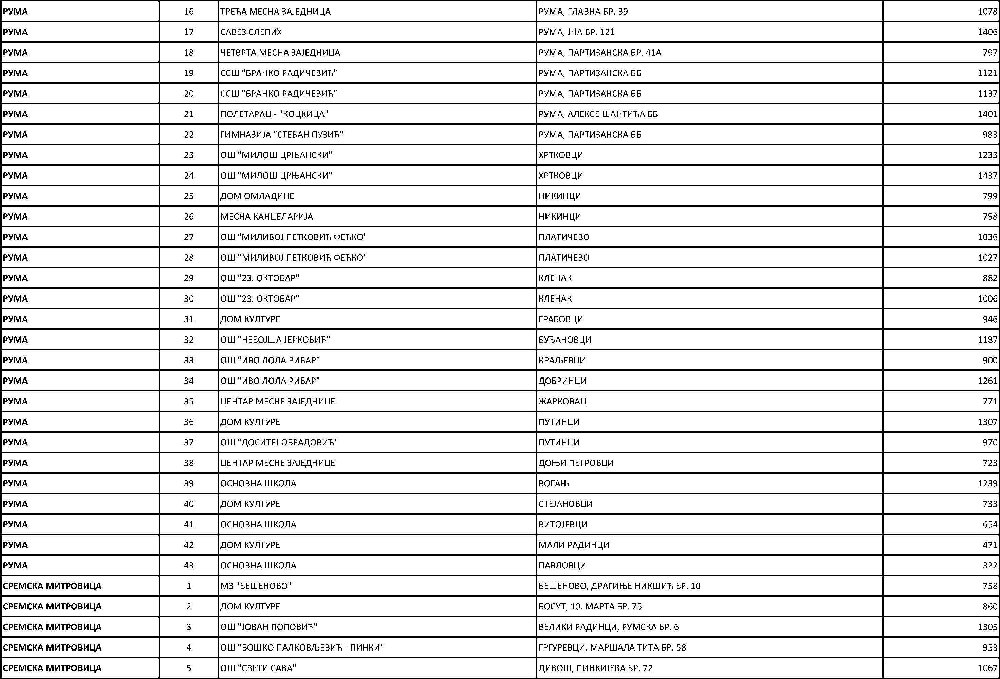 РУМА 16 ТРЕЋА МЕСНА ЗАЈЕДНИЦА РУМА, ГЛАВНА БР. 39 1078
РУМА 17 САВЕЗ СЛЕПИХ РУМА, ЈНА БР. 121 1406
РУМА 18 ЧЕТВРТА МЕСНА ЗАЈЕДНИЦА РУМА, ПАРТИЗАНСКА БР. 41А 797
РУМА 19 ССШ "БРАНКО РАДИЧЕВИЋ" РУМА, ПАРТИЗАНСКА ББ 1121
РУМА 20 ССШ "БРАНКО РАДИЧЕВИЋ" РУМА, ПАРТИЗАНСКА ББ 1137
РУМА 21 ПОЛЕТАРАЦ - "КОЦКИЦА" РУМА, АЛЕКСЕ ШАНТИЋА ББ 1401
РУМА 22 ГИМНАЗИЈА "СТЕВАН ПУЗИЋ" РУМА, ПАРТИЗАНСКА ББ 983
РУМА 23 ОШ "МИЛОШ ЦРЊАНСКИ" ХРТКОВЦИ 1233
РУМА 24 ОШ "МИЛОШ ЦРЊАНСКИ" ХРТКОВЦИ 1437
РУМА 25 ДОМ ОМЛАДИНЕ НИКИНЦИ 799
РУМА 26 МЕСНА КАНЦЕЛАРИЈА НИКИНЦИ 758
РУМА 27 ОШ "МИЛИВОЈ ПЕТКОВИЋ ФЕЋКО" ПЛАТИЧЕВО 1036
РУМА 28 ОШ "МИЛИВОЈ ПЕТКОВИЋ ФЕЋКО" ПЛАТИЧЕВО 1027
РУМА 29 ОШ "23. ОКТОБАР" КЛЕНАК 882
РУМА 30 ОШ "23. ОКТОБАР" КЛЕНАК 1006
РУМА 31 ДОМ КУЛТУРЕ ГРАБОВЦИ 946
РУМА 32 ОШ "НЕБОЈША ЈЕРКОВИЋ" БУЂАНОВЦИ 1187
РУМА 33 ОШ "ИВО ЛОЛА РИБАР" КРАЉЕВЦИ 900
РУМА 34 ОШ "ИВО ЛОЛА РИБАР" ДОБРИНЦИ 1261
РУМА 35 ЦЕНТАР МЕСНЕ ЗАЈЕДНИЦЕ ЖАРКОВАЦ 771
РУМА 36 ДОМ КУЛТУРЕ ПУТИНЦИ 1307
РУМА 37 ОШ "ДОСИТЕЈ ОБРАДОВИЋ" ПУТИНЦИ 970
РУМА 38 ЦЕНТАР МЕСНЕ ЗАЈЕДНИЦЕ ДОЊИ ПЕТРОВЦИ 723
РУМА 39 ОСНОВНА ШКОЛА ВОГАЊ 1239
РУМА 40 ДОМ КУЛТУРЕ СТЕЈАНОВЦИ 733
РУМА 41 ОСНОВНА ШКОЛА ВИТОЈЕВЦИ 654
РУМА 42 ДОМ КУЛТУРЕ МАЛИ РАДИНЦИ 471
РУМА 43 ОСНОВНА ШКОЛА ПАВЛОВЦИ 322
СРЕМСКА МИТРОВИЦА 1 МЗ "БЕШЕНОВО" БЕШЕНОВО, ДРАГИЊЕ НИКШИЋ БР. 10 758
СРЕМСКА МИТРОВИЦА 2 ДОМ КУЛТУРЕ БОСУТ, 10. МАРТА БР. 75 860
СРЕМСКА МИТРОВИЦА 3 ОШ "ЈОВАН ПОПОВИЋ" ВЕЛИКИ РАДИНЦИ, РУМСКА БР. 6 1305
СРЕМСКА МИТРОВИЦА 4 ОШ "БОШКО ПАЛКОВЉЕВИЋ - ПИНКИ" ГРГУРЕВЦИ, МАРШАЛА ТИТА БР. 58 953
СРЕМСКА МИТРОВИЦА 5 ОШ "СВЕТИ САВА" ДИВОШ, ПИНКИЈЕВА БР. 72 1067